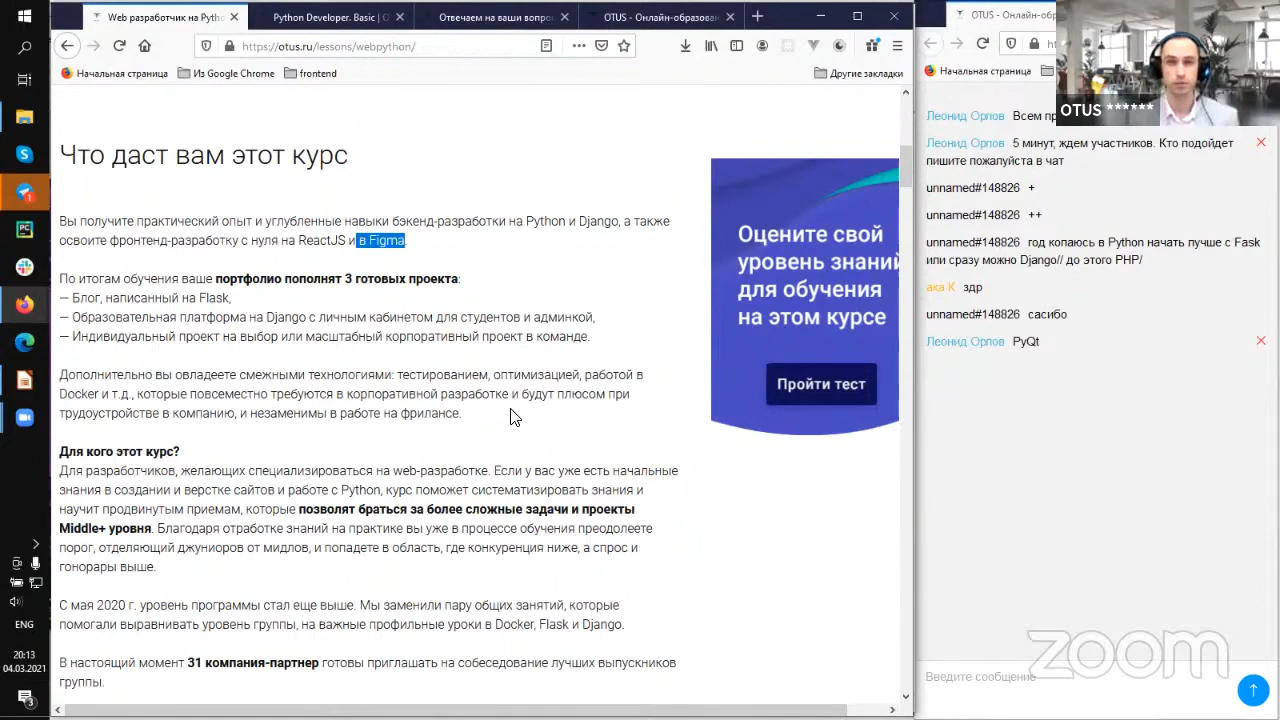 Web разработчик на Pytho
Python Developer. Basic | O
Отвечаем на ваши вопро
OTUS - Онлайн-образова
OTUS - Онлайн-обр
https://otus.ru/lessons/webpython/
Начальная страница
Из Google Chrome
frontend
Другие закладки
Начальная страница
Что даст вам этот курс
Вы получите практический опыт и углубленные навыки бэкенд-разработки на Python и Django, а также
освоите фронтенд-разработку с нуля на ReactJS и в Figma.
По итогам обучения ваше портфолио пополнят 3 готовых проекта:
— Блог, написанный на Flask,
— Образовательная платформа на Django с личным кабинетом для студентов и админкой,
— Индивидуальный проект на выбор или масштабный корпоративный проект в команде.
Дополнительно вы овладеете смежными технологиями: тестированием, оптимизацией, работой в
Docker и т.д., которые повсеместно требуются в корпоративной разработке и будут плюсом при
трудоустройстве в компанию, и незаменимы в работе на фрилансе.
Для кого этот курс?
Для разработчиков, желающих специализироваться на web-разработке. Если у вас уже есть начальные
знания в создании и верстке сайтов и работе с Python, курс поможет систематизировать знания и
научит продвинутым приемам, которые позволят браться за более сложные задачи и проекты
Middle+ уровня. Благодаря отработке знаний на практике вы уже в процессе обучения преодолеете
порог, отделяющий джуниоров от мидлов, и попадете в область, где конкуренция ниже, а спрос и
гонорары выше.
С мая 2020 г. уровень программы стал еще выше. Мы заменили пару общих занятий, которые
помогали выравнивать уровень группы, на важные профильные уроки в Docker, Flask и Django.
В настоящий момент 31 компания-партнер готовы приглашать на собеседование лучших выпускников
группы.
Оцените свой
уровень знаний
для обучения
на этом курсе
Пройти тест
OTUS ******
Леонид Орлов Всем пр
Леонид Орлов 5 минут, ждем участников. Кто подойдет
пишите пожалуйста в чат
unnamed#148826 +
unnamed#148826 ++
unnamed#148826 год копаюсь в Python начать лучше с Fask
или сразу можно Django// до этого PHP/
ака К здр
unnamed#148826 сасибо
Леонид Орлов PyQt
Введите сообщение
zoom
ENG
20:13
04.03.2021
3